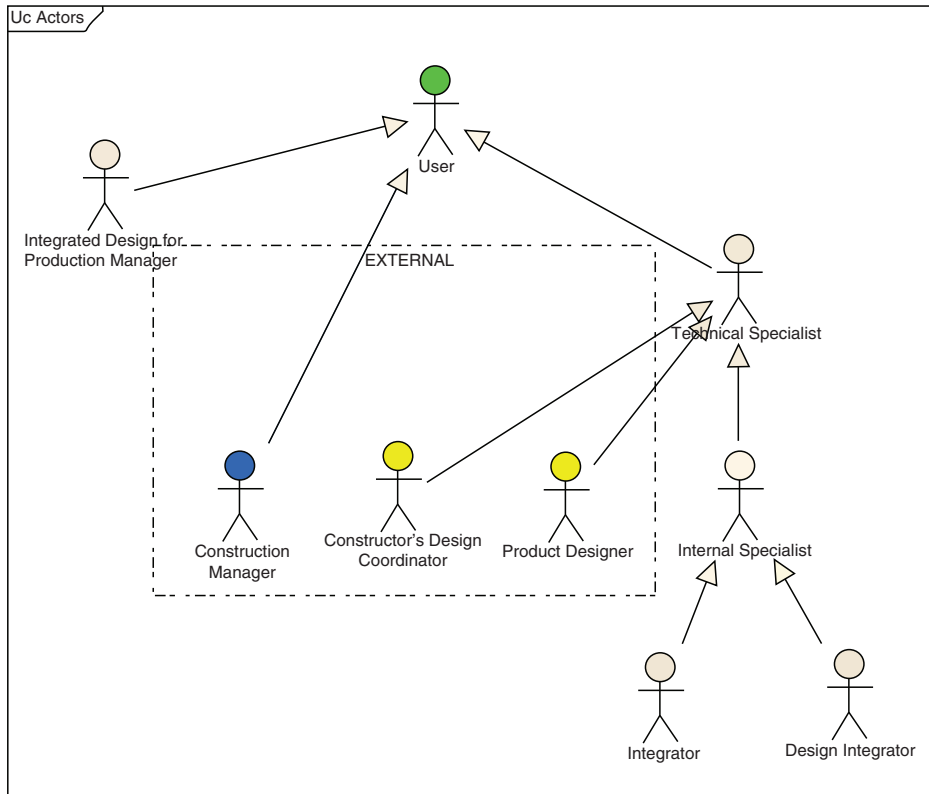 Uc Actors
User
Integrated Design for
Production Manager
EXTERNAL
Technical Specialist
Construction
Manager
Constructor's Design
Coordinator
Product Designer
Internal Specialist
Integrator
Design Integrator